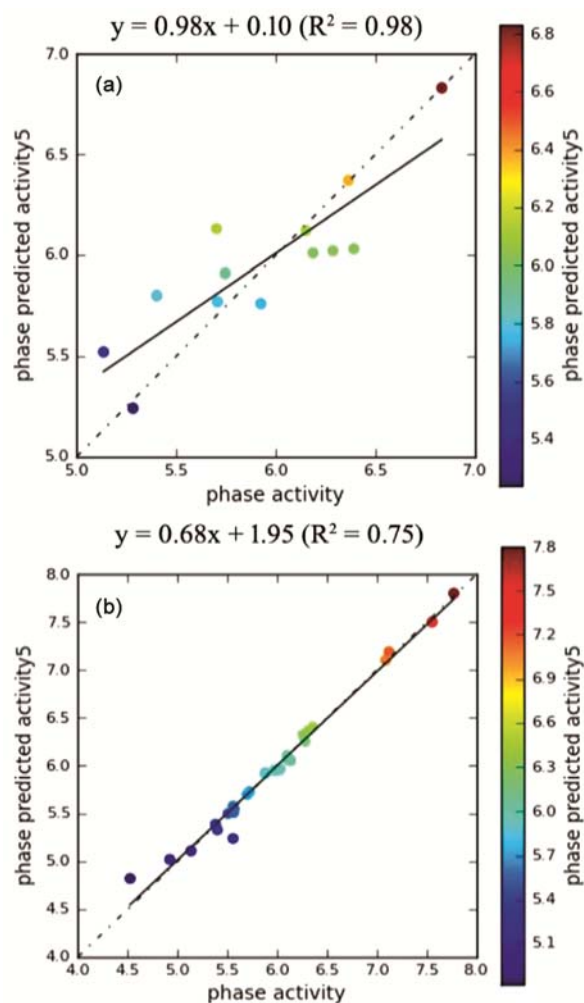 y = 0.98x + 0.10 (R² = 0.98)
(a)
7.0
6.5
6.0
5.5
5.0
5.0 5.5 6.0 6.5 7.0
phase predicted activity5
phase activity
6.8
6.6
6.4
6.2
6.0
5.8
5.6
5.4
phase predicted activity5
y = 0.68x + 1.95 (R² = 0.75)
(b)
8.0
7.5
7.0
6.5
6.0
5.5
5.0
4.5
4.0
4.0 4.5 5.0 5.5 6.0 6.5 7.0 7.5 8.0
phase predicted activity5
phase activity
7.8
7.5
7.2
6.9
6.6
6.3
6.0
5.7
5.4
5.1
phase predicted activity5